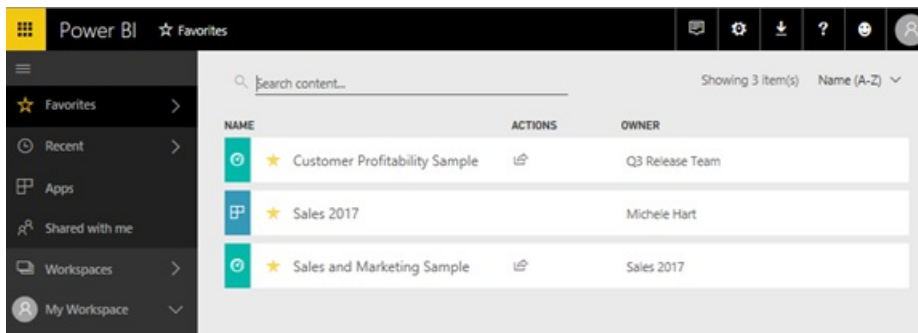 Power BI Favorites ?
Search content... Showing 3 item(s) Name (A-Z)
Favorites
NAME ACTIONS OWNER
Recent
Customer Profitability Sample Q3 Release Team
Apps
Sales 2017 Michele Hart
Shared with me
Workspaces
Sales and Marketing Sample Sales 2017
My Workspace